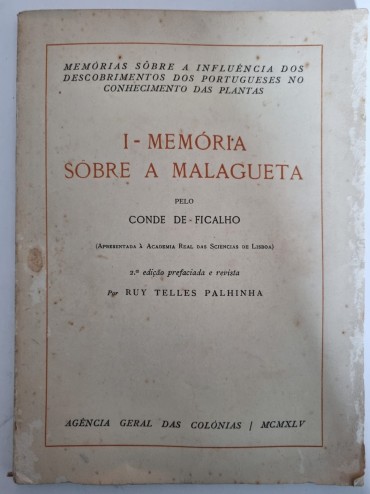 MEMÓRIAS SÔBRE A INFLUÊNCIA DOS
DESCOBRIMENTOS DOS PORTUGUESES NO
CONHECIMENTO DAS PLANTAS
I - MEMÓRIA
SÔBRE A MALAGUETA
PELO
CONDE DE - FICALHO
(APRESENTADA À ACADEMIA REAL DAS SCIENCIAS DE LISBOA)
2.ª edição prefaciada e revista
Por RUY TELLES PALHINHA
AGÊNCIA GERAL DAS COLÓNIAS / MCMXLV